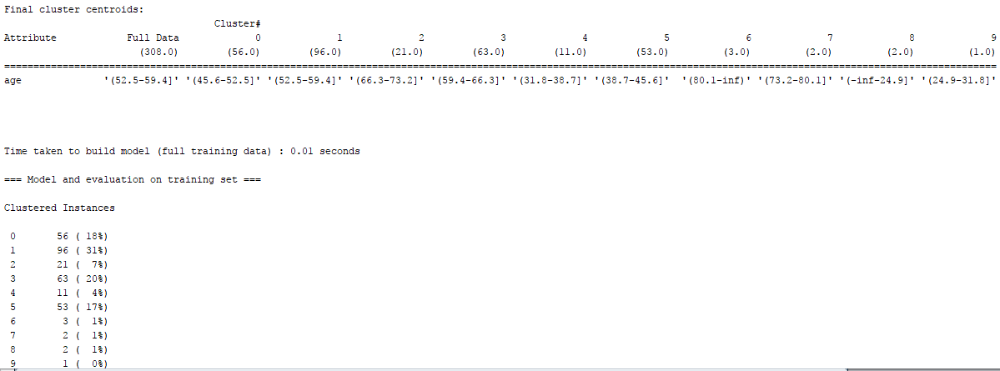 Final cluster centroids:
Cluster#
Attribute Full Data 0 1 2 3 4 5 6 7 8 9
(308.0) (56.0) (96.0) (21.0) (63.0) (11.0) (53.0) (3.0) (2.0) (2.0) (1.0)
================================================================================
age '(52.5-59.4]' '(45.6-52.5]' '(52.5-59.4]' '(66.3-73.2]' '(59.4-66.3]' '(31.8-38.7]' '(38.7-45.6]' '(80.1-inf)' '(73.2-80.1]' '(-inf-24.9]' '(24.9-31.8]'
Time taken to build model (full training data) : 0.01 seconds
=== Model and evaluation on training set ===
Clustered Instances
0 56 ( 18%)
1 96 ( 31%)
2 21 ( 7%)
3 63 ( 20%)
4 11 ( 4%)
5 53 ( 17%)
6 3 ( 1%)
7 2 ( 1%)
8 2 ( 1%)
9 1 ( 0%)